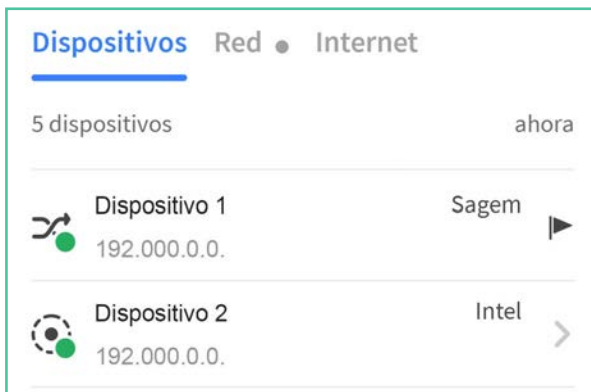 Dispositivos Red Internet
5 dispositivos ahora
Dispositivo 1 Sagem
192.000.0.0.
Dispositivo 2 Intel
192.000.0.0.